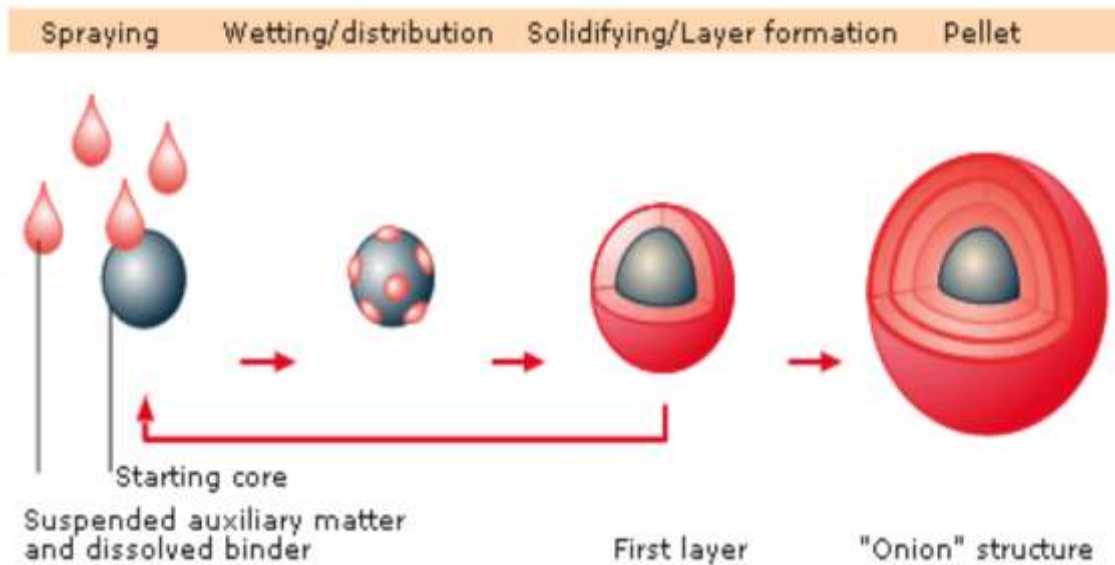 Spraying Wetting/distribution Solidifying/Layer formation Pellet
Starting core
Suspended auxiliary matter
and dissolved binder
First layer
"Onion" structure